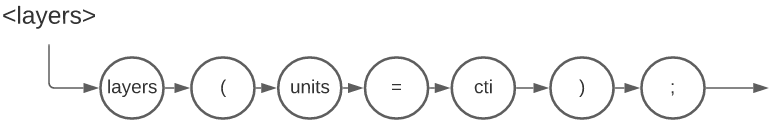 <layers>
layers ( units = cti ) ;